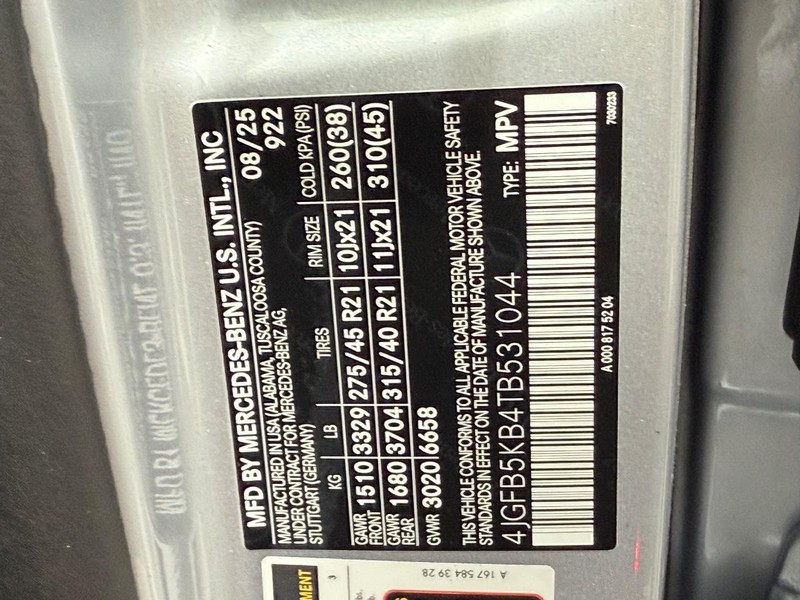 MFD BY MERCEDES-BENZ U.S. INTL., INC
MANUFACTURED IN USA (ALABAMA, TUSCALOOSA COUNTY)
UNDER CONTRACT FOR MERCEDES-BENZ AG,
STUTTGART (GERMANY)
08/25
922
KG LB TIRES RIM SIZE COLD KPA(PSI)
GAWR FRONT 1510 3329 275/45 R21 10Jx21 260(38)
GAWR REAR 1680 3704 315/40 R21 11Jx21 310(45)
GVWR 3020 6658
THIS VEHICLE CONFORMS TO ALL APPLICABLE FEDERAL MOTOR VEHICLE SAFETY
STANDARDS IN EFFECT ON THE DATE OF MANUFACTURE SHOWN ABOVE.
4JGFB5KB4TB531044 TYPE: MPV
A 000 817 52 04
7030233
A 167 584 39 28
3